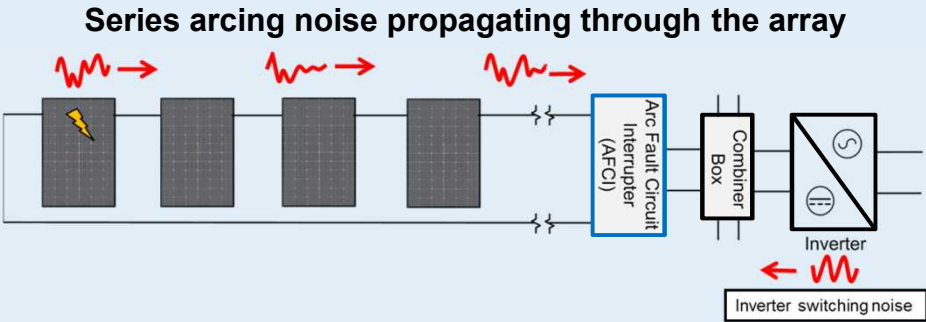 Series arcing noise propagating through the array
Arc Fault Circuit
Interrupter
(AFCI)
Combiner
Box
Inverter
Inverter switching noise